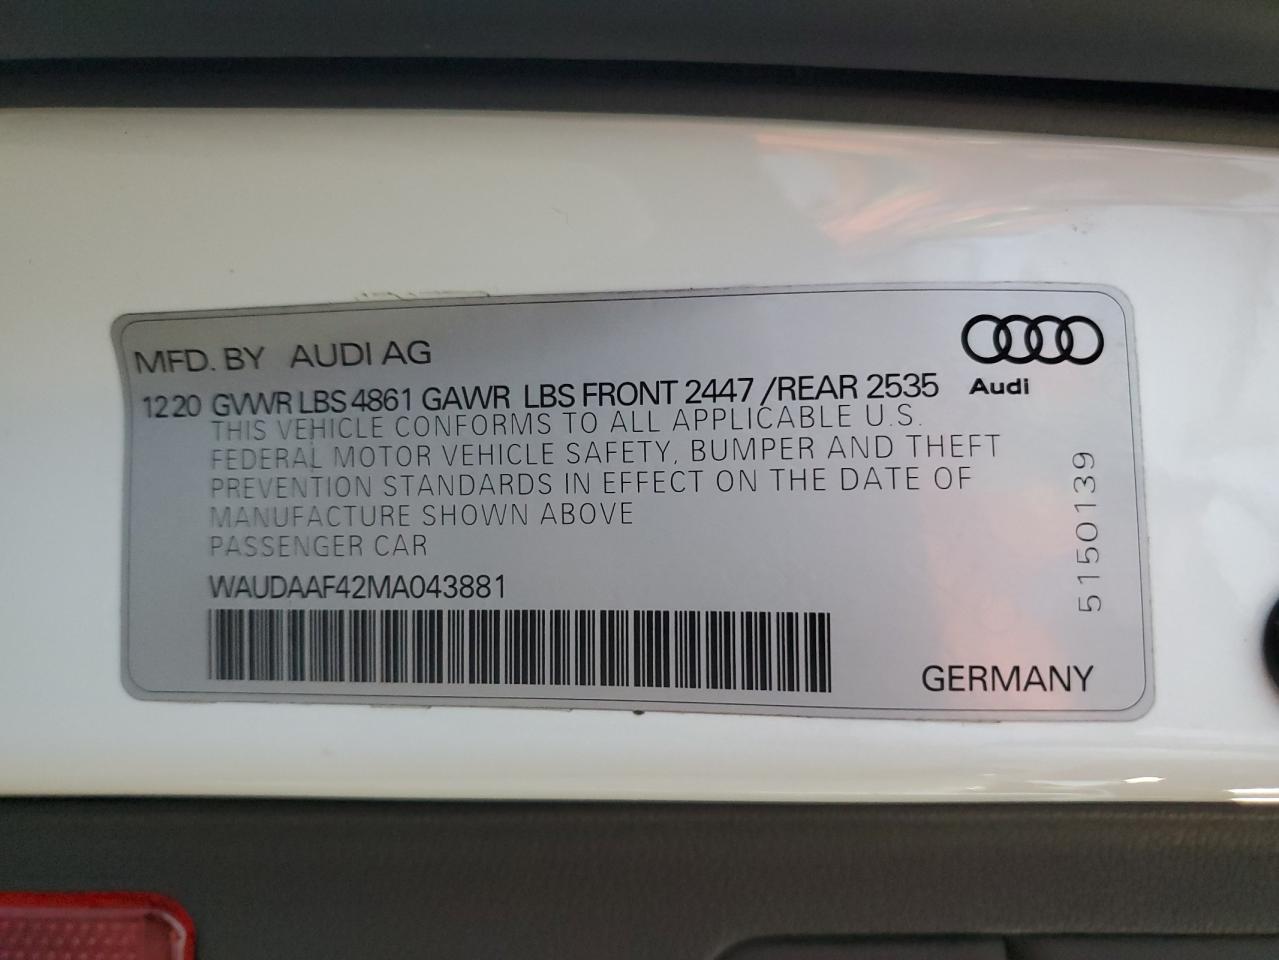 MFD. BY AUDI AG
Audi
12 20 GVWR LBS 4861 GAWR LBS FRONT 2447 /REAR 2535
THIS VEHICLE CONFORMS TO ALL APPLICABLE U.S.
FEDERAL MOTOR VEHICLE SAFETY, BUMPER AND THEFT
PREVENTION STANDARDS IN EFFECT ON THE DATE OF
MANUFACTURE SHOWN ABOVE
PASSENGER CAR
WAUDAAF42MA043881
5150139
GERMANY